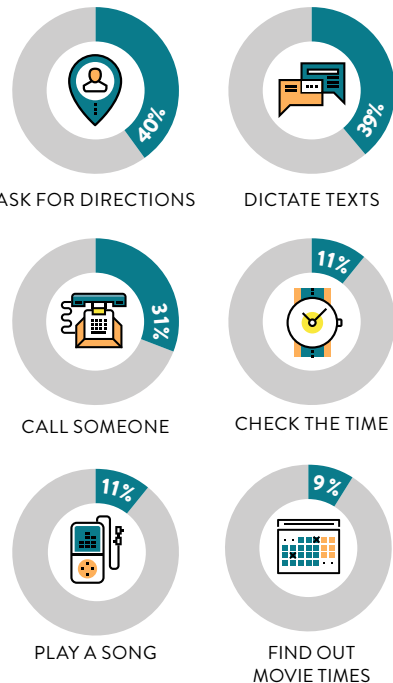 40%
39%
ASK FOR DIRECTIONS
DICTATE TEXTS
31%
11%
CALL SOMEONE
CHECK THE TIME
11%
9%
PLAY A SONG
FIND OUT
MOVIE TIMES